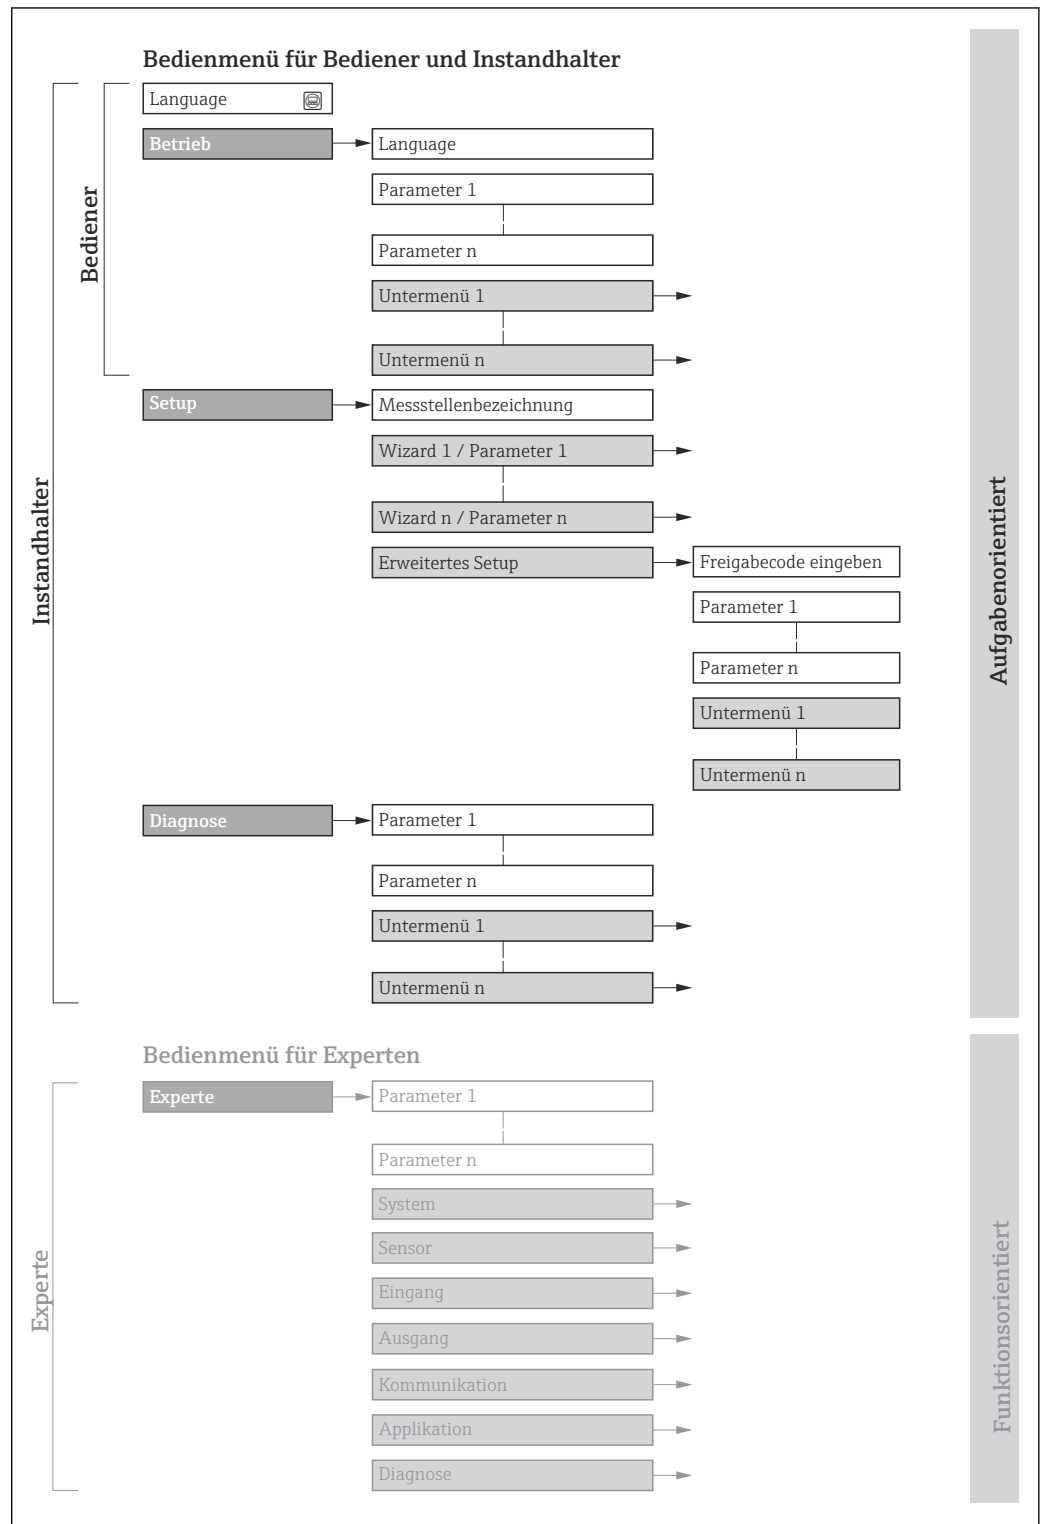 Bedienmenü für Bediener und Instandhalter
Language
Betrieb
Language
Parameter 1
Parameter n
Untermenü 1
Untermenü n
Bediener
Setup
Messstellenbezeichnung
Wizard 1 / Parameter 1
Wizard n / Parameter n
Erweitertes Setup
Freigabecode eingeben
Parameter 1
Parameter n
Untermenü 1
Untermenü n
Instandhalter
Aufgabenorientiert
Diagnose
Parameter 1
Parameter n
Untermenü 1
Untermenü n
Bedienmenü für Experten
Experte
Parameter 1
Parameter n
System
Sensor
Eingang
Ausgang
Kommunikation
Applikation
Diagnose
Experte
Funktionsorientiert